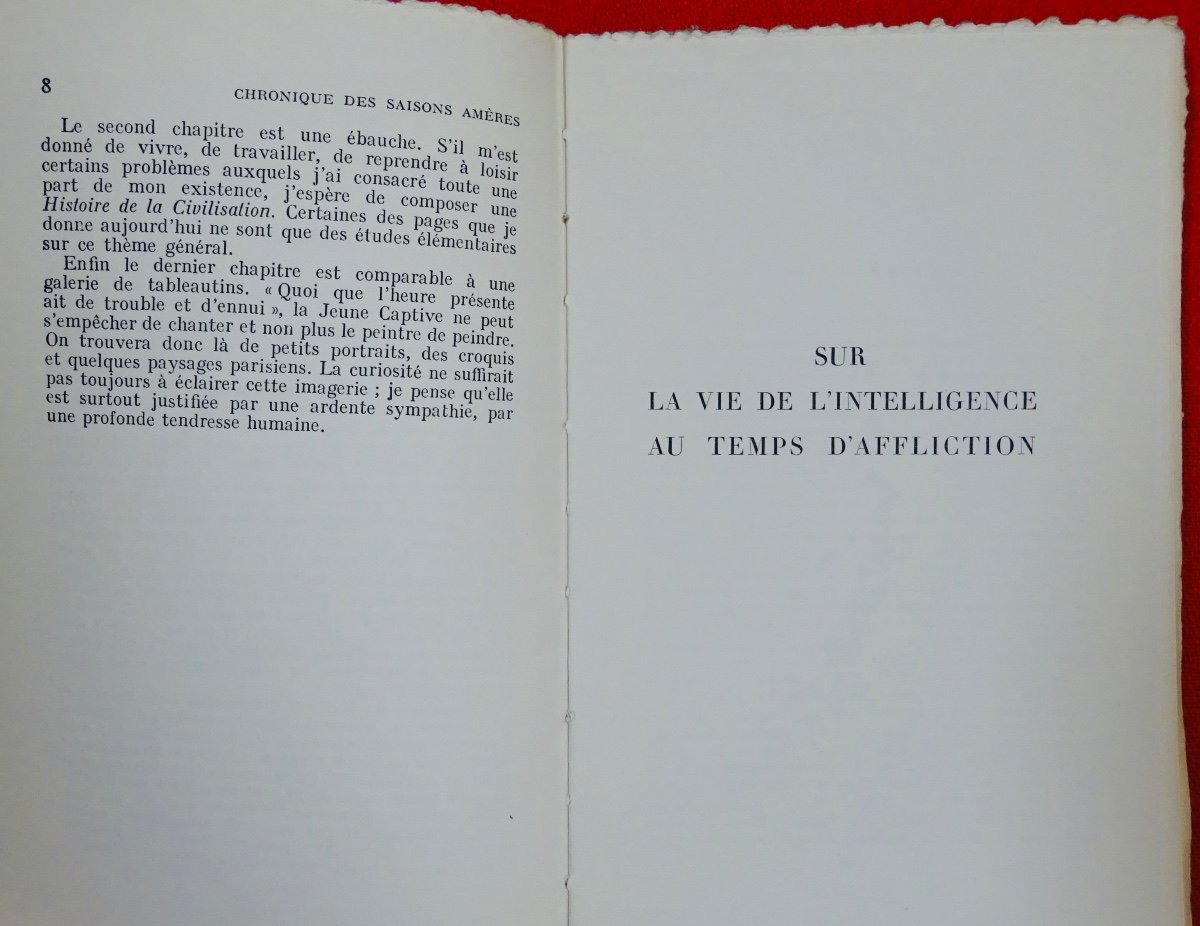 8
CHRONIQUE DES SAISONS AMÈRES
Le second chapitre est une ébauche. S'il m'est
donné de vivre, de travailler, de reprendre à loisir
certains problèmes auxquels j'ai consacré toute une
part de mon existence, j'espère de composer une
Histoire de la Civilisation. Certaines des pages que je
donne aujourd'hui ne sont que des études élémentaires
sur ce thème général.
Enfin le dernier chapitre est comparable à une
galerie de tableautins. « Quoi que l'heure présente
ait de trouble et d'ennui », la Jeune Captive ne peut
s'empêcher de chanter et non plus le peintre de peindre.
On trouvera donc là de petits portraits, des croquis
et quelques paysages parisiens. La curiosité ne suffirait
pas toujours à éclairer cette imagerie ; je pense qu'elle
est surtout justifiée par une ardente sympathie, par
une profonde tendresse humaine.
SUR
LA VIE DE L'INTELLIGENCE
AU TEMPS D'AFFLICTION